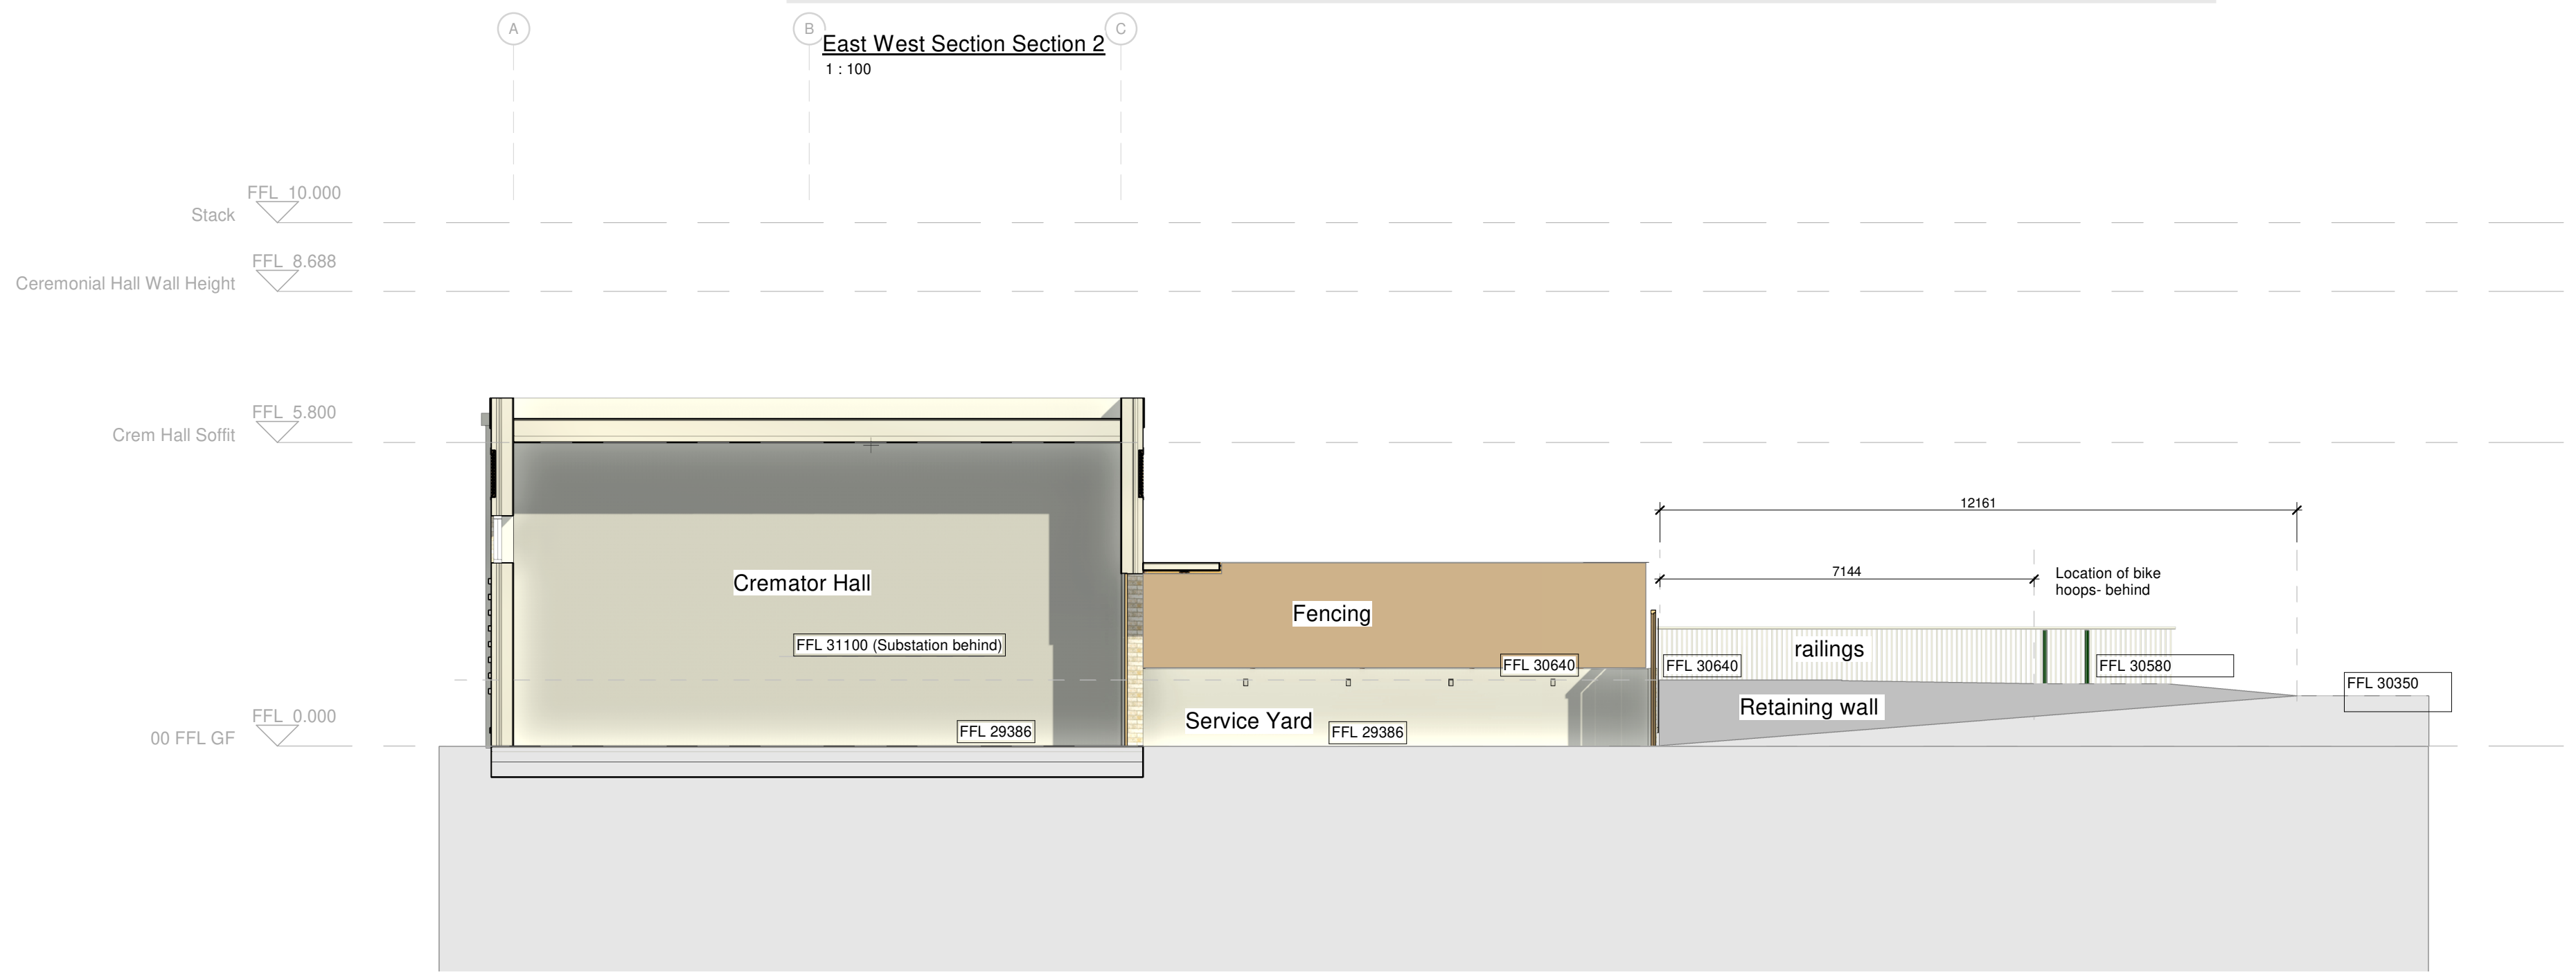 A
B
C
East West Section Section 2
1 : 100
FFL 10.000
Stack
FFL 8.688
Ceremonial Hall Wall Height
FFL 5.800
Crem Hall Soffit
12161
7144
Location of bike
hoops- behind
Cremator Hall
Fencing
FFL 31100 (Substation behind)
railings
FFL 30640
FFL 30640
FFL 30580
FFL 30350
Retaining wall
Service Yard
FFL 0.000
00 FFL GF
FFL 29386
FFL 29386